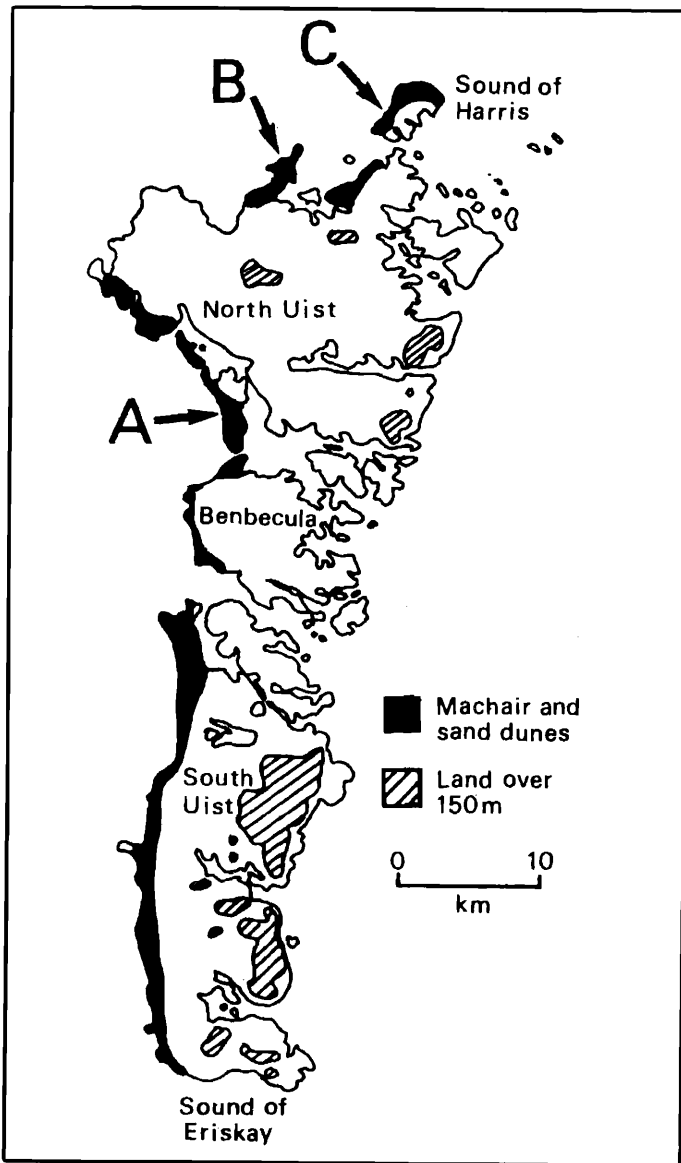 C
Sound of
Harris
B
North Uist
A
Benbecula
Machair and
sand dunes
South
Uist
Land over
150m
0 10
km
Sound of
Eriskay